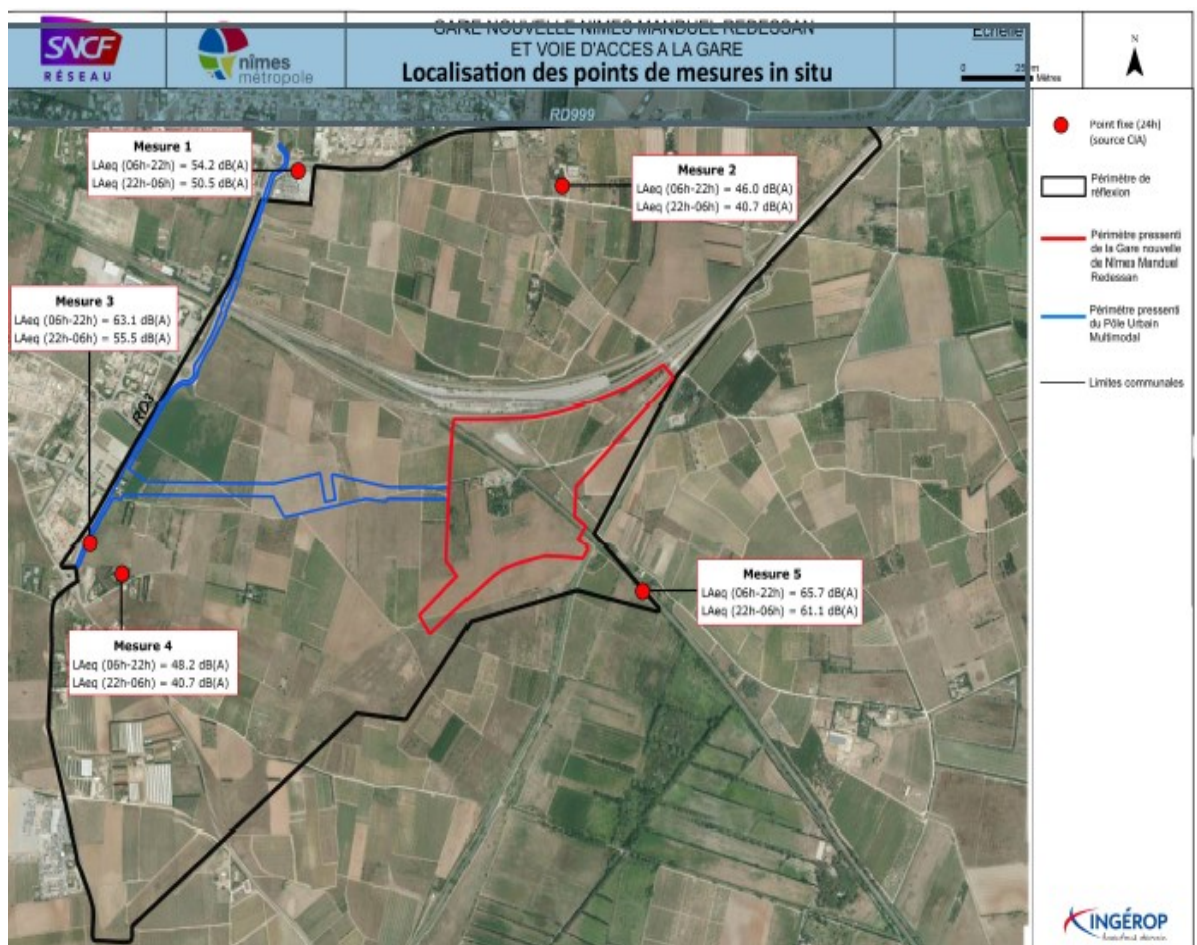 SNCF
RÉSEAU
nîmes
métropole
GARE NOUVELLE NIMES MANDUEL REDESSAN
ET VOIE D'ACCES A LA GARE
Localisation des points de mesures in situ
Echelle
0
Mètres
N
RD999
Mesure 1
LAeq (06h-22h) = 54.2 dB(A)
LAeq (22h-06h) = 50.5 dB(A)
Mesure 2
LAeq (06h-22h) = 46.0 dB(A)
LAeq (22h-06h) = 40.7 dB(A)
Mesure 3
LAeq (06h-22h) = 63.1 dB(A)
LAeq (22h-06h) = 55.5 dB(A)
RD3
Mesure 5
LAeq (06h-22h) = 65.7 dB(A)
LAeq (22h-06h) = 61.1 dB(A)
Mesure 4
LAeq (06h-22h) = 48.2 dB(A)
LAeq (22h-06h) = 40.7 dB(A)
Point fixe (24h)
(source CIA)
Périmètre de
réflexion
Périmètre pressenti
de la Gare nouvelle
de Nîmes Manduel
Redessan
Périmètre pressenti
du Pôle Urbain
Multimodal
Limites communales
INGÉROP